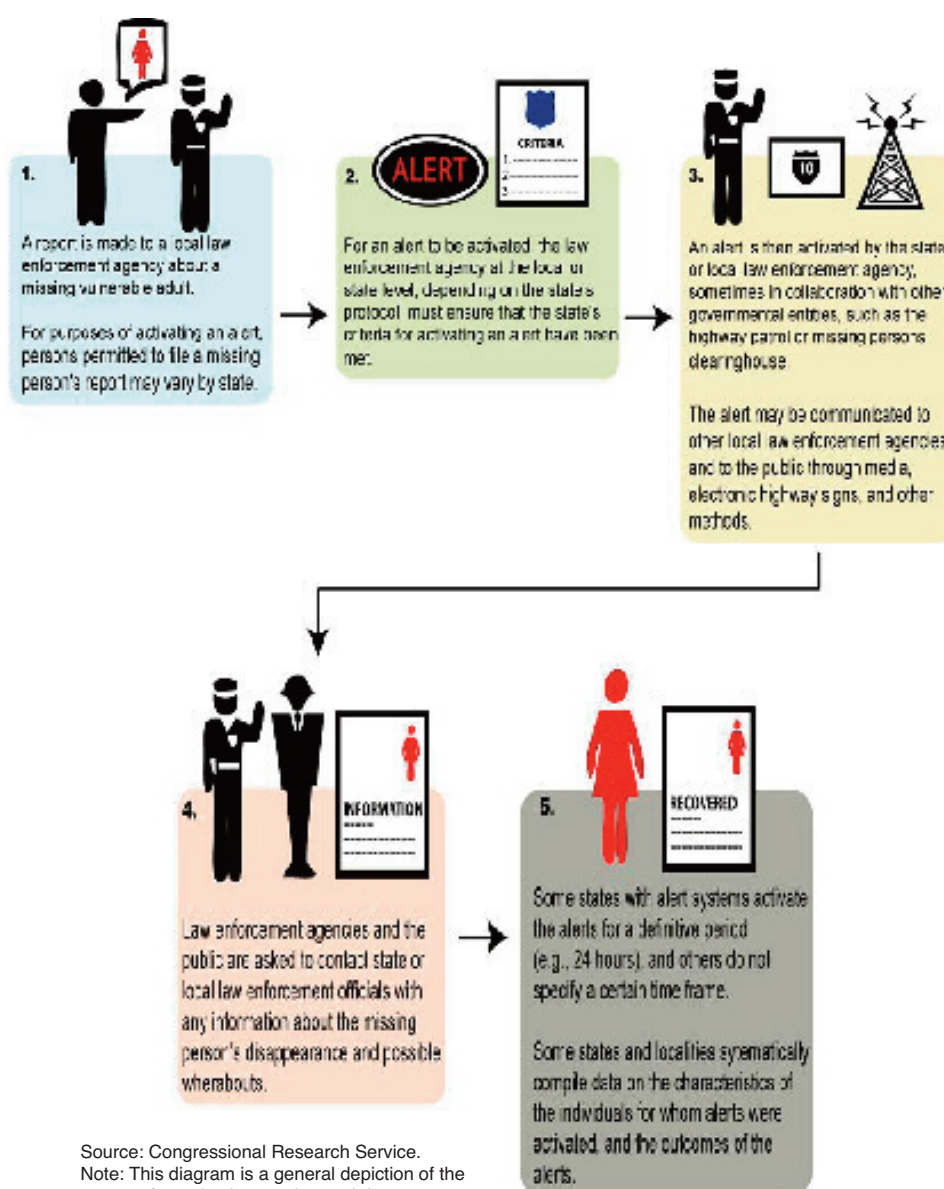 1.
A report is made to a local law
enforcement agency about a
missing vulnerable adult.
For purposes of activating an alert,
persons permitted to file a missing
person's report may vary by state.
ALERT
CRITERIA
1.
2.
3.
2.
For an alert to be activated, the law
enforcement agency at the local or
state level, depending on the state's
protocol, must ensure that the state's
criteria for activating an alert have been
met.
10
3.
An alert is then activated by the state
or local law enforcement agency,
sometimes in collaboration with other
governmental entities, such as the
highway patrol or missing persons
clearinghouse
The alert may be communicated to
other local law enforcement agencies
and to the public through media,
electronic highway signs, and other
methods.
INFORMATION
4.
Law enforcement agencies and the
public are asked to contact state or
local law enforcement officials with
any information about the missing
person's disappearance and possible
wherabouts.
RECOVERED
5.
Some states with alert systems activate
the alerts for a definitive period
(e.g., 24 hours), and others do not
specify a certain time frame.
Some states and localities sytematically
compile data on the characteristics of
the individuals for whom alerts were
activated, and the outcomes of the
alerts.
Source: Congressional Research Service.
Note: This diagram is a general depiction of the